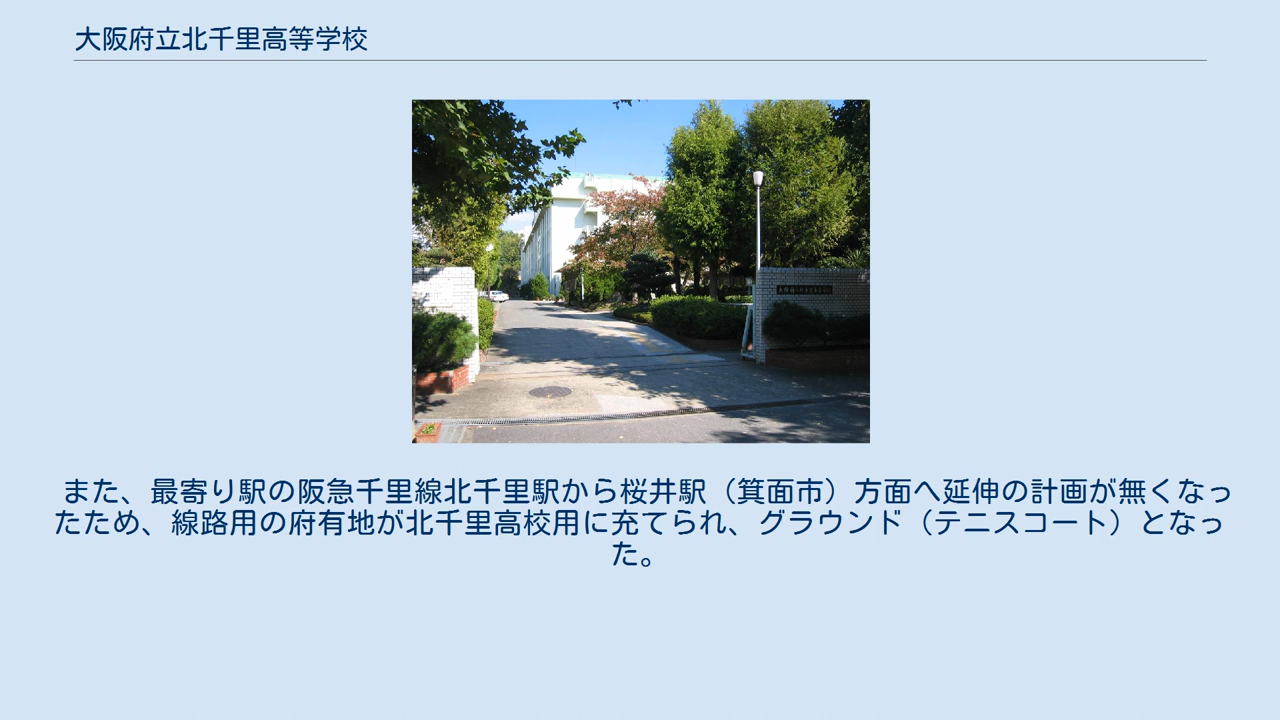 大阪府立北千里高等学校
また、最寄り駅の阪急千里線北千里駅から桜井駅（箕面市）方面へ延伸の計画が無くなっ
たため、線路用の府有地が北千里高校用に充てられ、グラウンド（テニスコート）となっ
た。